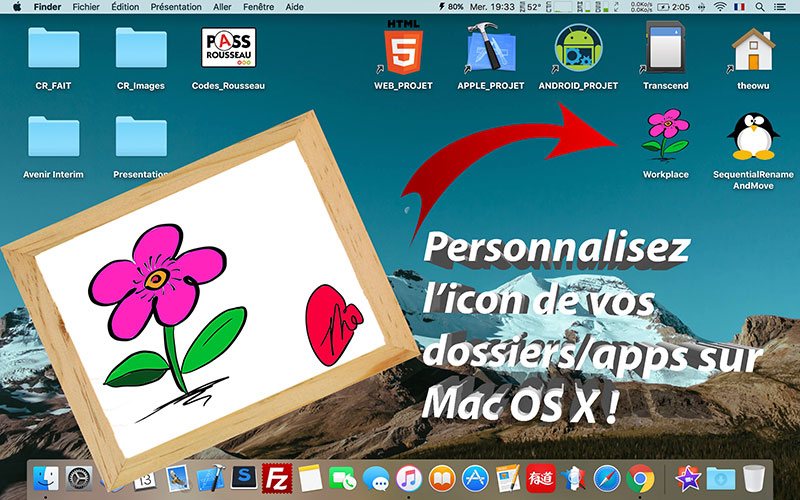 Finder Fichier Édition Présentation Aller Fenêtre Aide
80% Mer. 19:33 52° 0.0Ko/s 0.0Ko/s 2:05
CR_FAIT
CR_Images
PASS
ROUSSEAU
Codes_Rousseau
HTML
5
WEB_PROJET
APPLE_PROJET
ANDROID_PROJET
Transcend
theowu
Avenir Interim
Presentation
Workplace
SequentialRename
AndMove
Personnalisez
l’icon de vos
dossiers/apps sur
Mac OS X !
13
S
FZ
有道